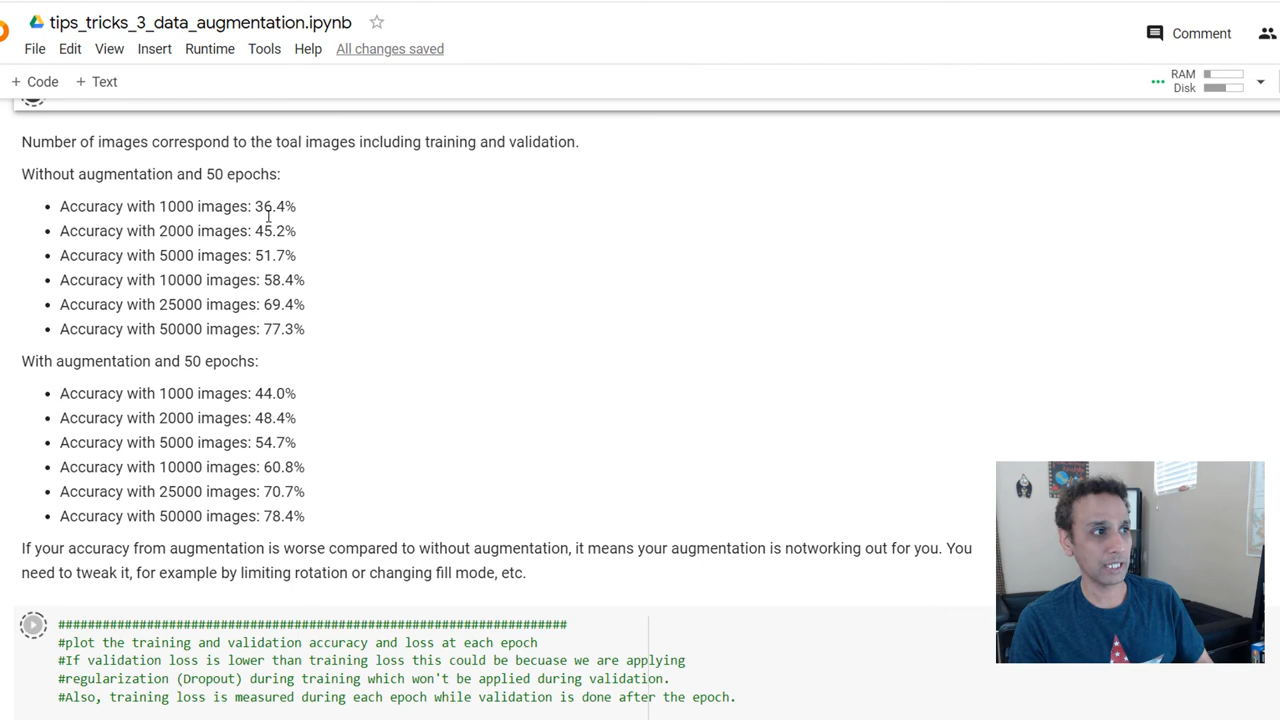 tips_tricks_3_data_augmentation.ipynb
File Edit View Insert Runtime Tools Help All changes saved
Comment
+ Code + Text
RAM
Disk
Number of images correspond to the toal images including training and validation.
Without augmentation and 50 epochs:
Accuracy with 1000 images: 36.4%
Accuracy with 2000 images: 45.2%
Accuracy with 5000 images: 51.7%
Accuracy with 10000 images: 58.4%
Accuracy with 25000 images: 69.4%
Accuracy with 50000 images: 77.3%
With augmentation and 50 epochs:
Accuracy with 1000 images: 44.0%
Accuracy with 2000 images: 48.4%
Accuracy with 5000 images: 54.7%
Accuracy with 10000 images: 60.8%
Accuracy with 25000 images: 70.7%
Accuracy with 50000 images: 78.4%
If your accuracy from augmentation is worse compared to without augmentation, it means your augmentation is notworking out for you. You
need to tweak it, for example by limiting rotation or changing fill mode, etc.
#######################################################################
#plot the training and validation accuracy and loss at each epoch
#If validation loss is lower than training loss this could be becuase we are applying
#regularization (Dropout) during training which won't be applied during validation.
#Also, training loss is measured during each epoch while validation is done after the epoch.